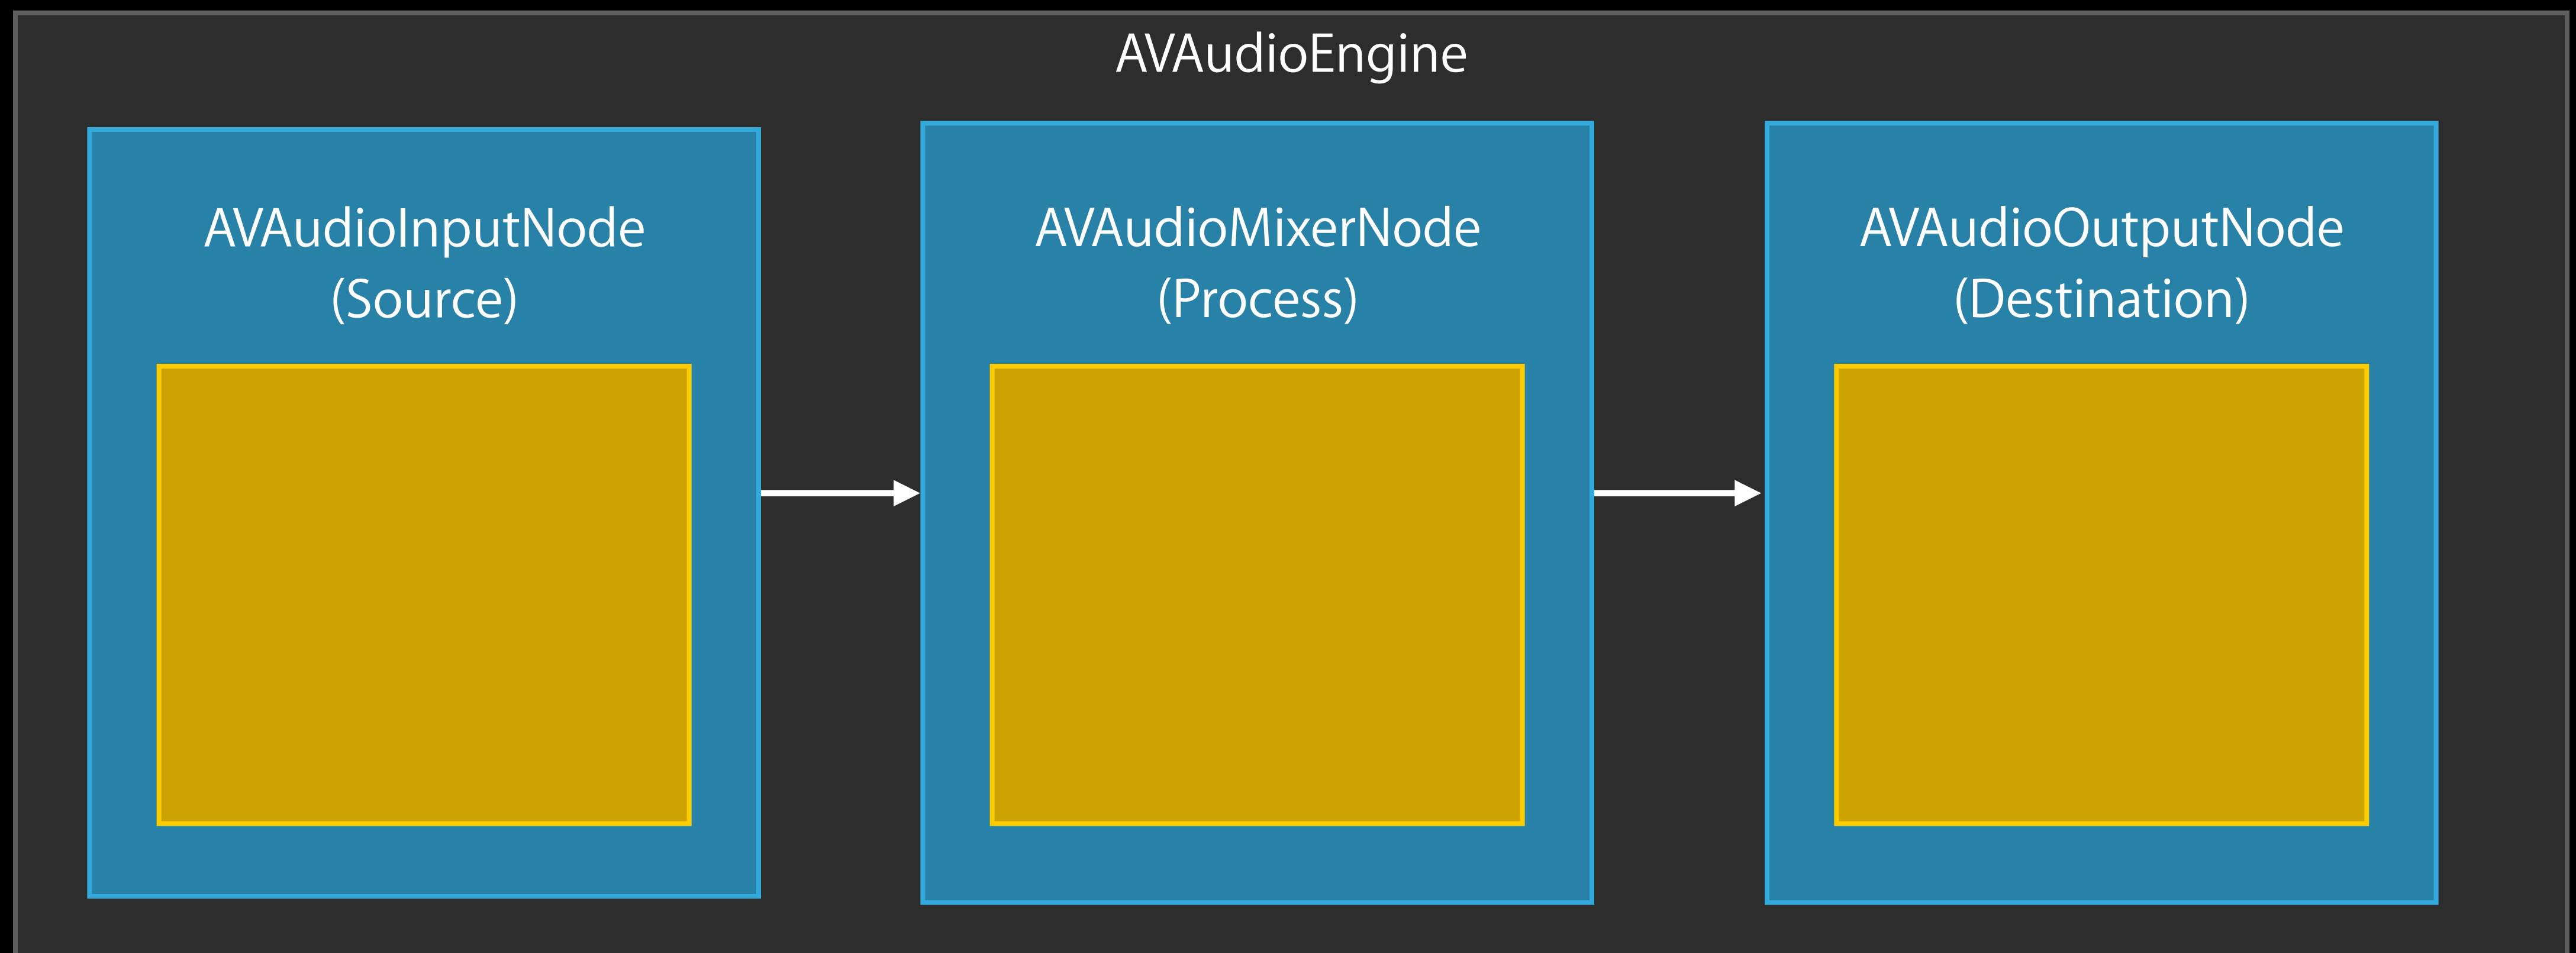 AVAudioEngine
AVAudioInputNode
(Source)
AVAudioMixerNode
(Process)
AVAudioOutputNode
(Destination)